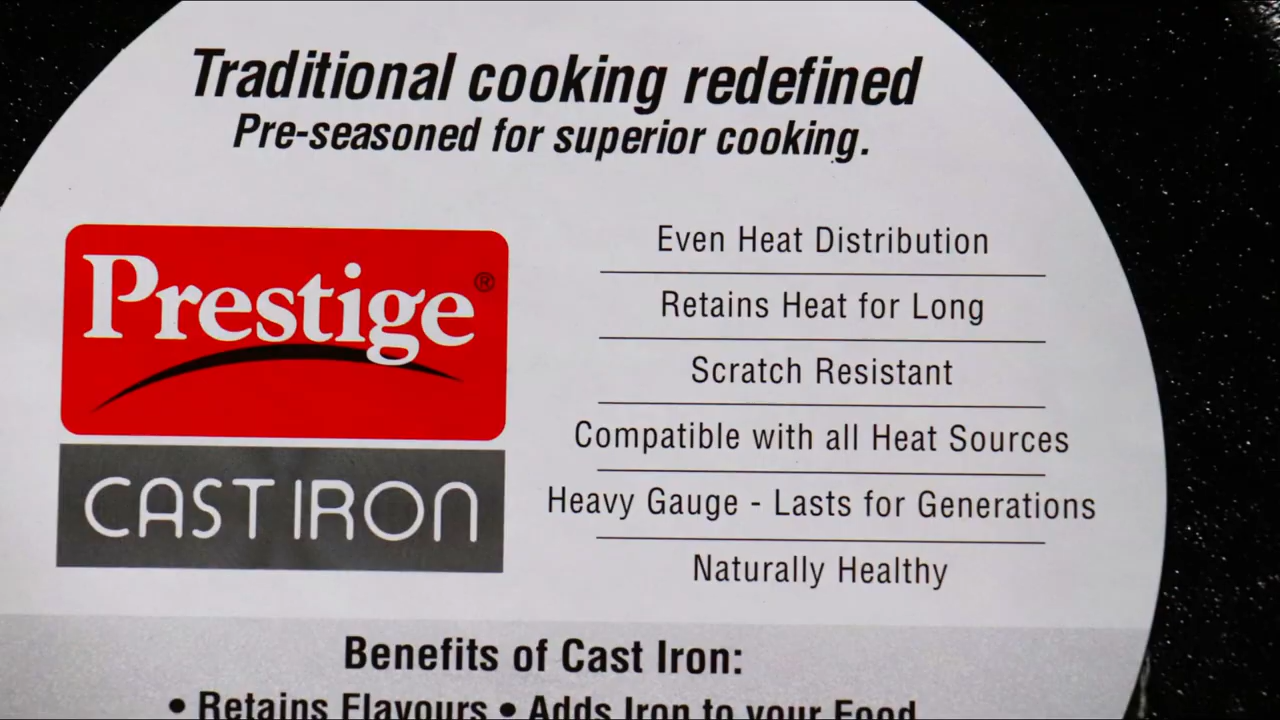 Traditional cooking redefined
Pre-seasoned for superior cooking.
Prestige®
CAST IRON
Even Heat Distribution
Retains Heat for Long
Scratch Resistant
Compatible with all Heat Sources
Heavy Gauge - Lasts for Generations
Naturally Healthy
Benefits of Cast Iron:
• Retains Flavours • Adds Iron to your Food